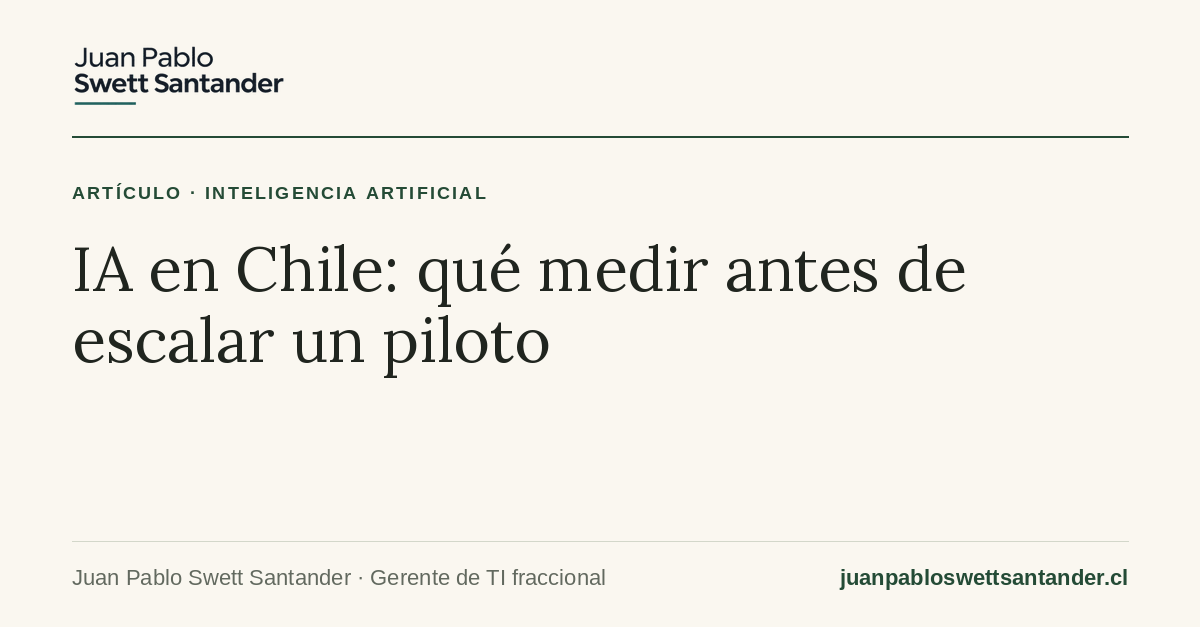 Juan Pablo
Swett Santander
ARTÍCULO · INTELIGENCIA ARTIFICIAL
IA en Chile: qué medir antes de
escalar un piloto
Juan Pablo Swett Santander · Gerente de TI fraccional
juanpabloswettsantander.cl